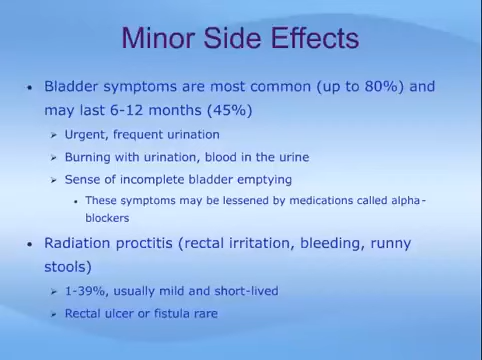 Minor Side Effects
• Bladder symptoms are most common (up to 80%) and
may last 6-12 months (45%)
➢ Urgent, frequent urination
➢ Burning with urination, blood in the urine
➢ Sense of incomplete bladder emptying
• These symptoms may be lessened by medications called alpha-
blockers
• Radiation proctitis (rectal irritation, bleeding, runny
stools)
➢ 1-39%, usually mild and short-lived
➢ Rectal ulcer or fistula rare